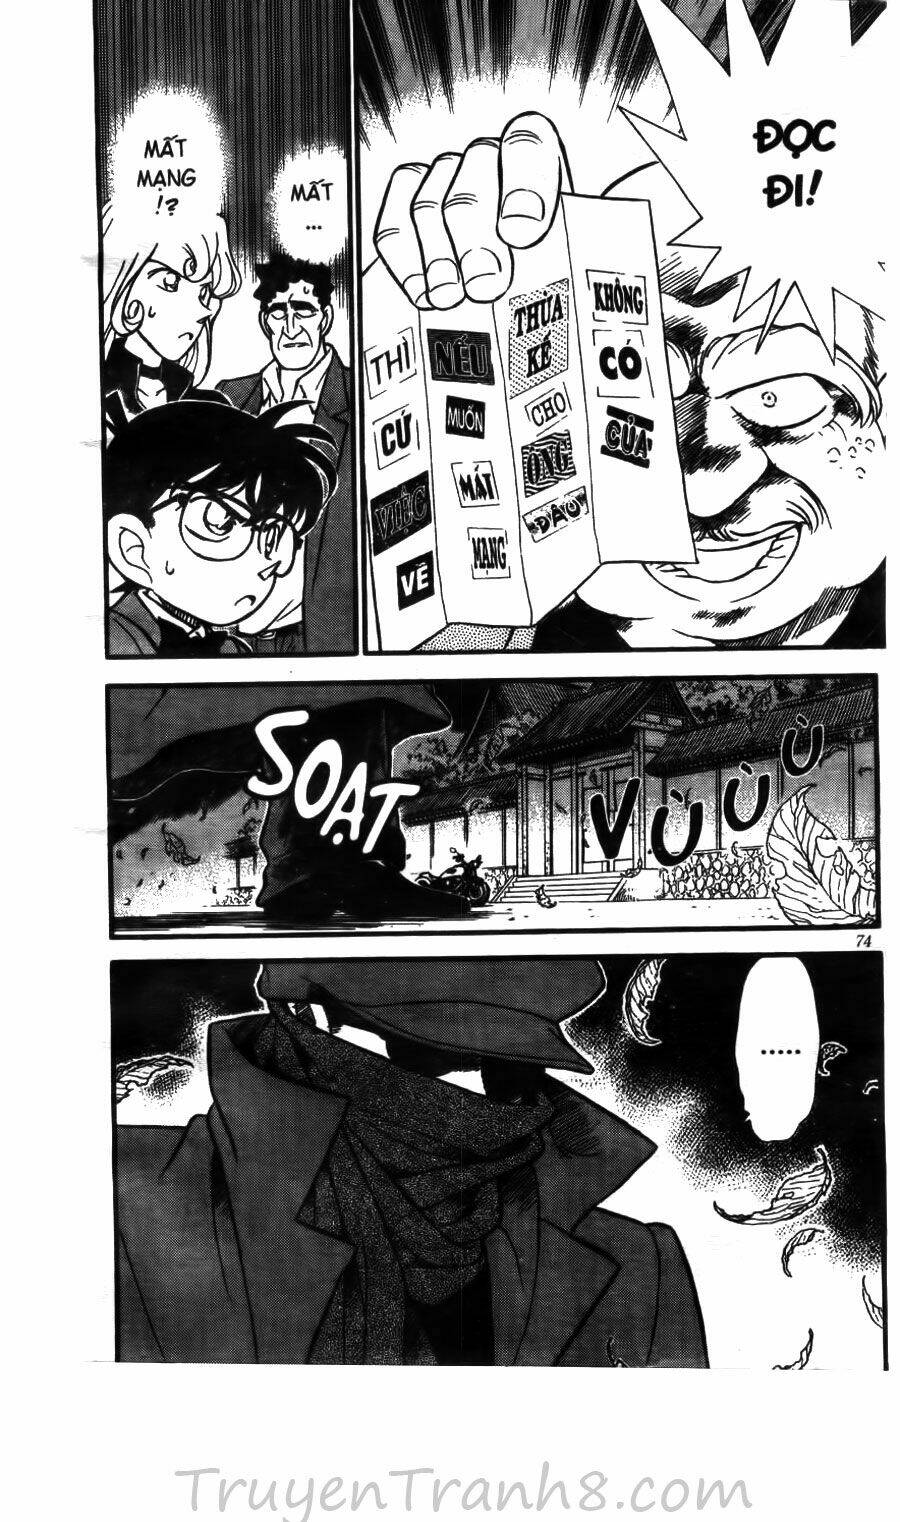 ĐỌC
ĐI!
KHÔNG
CÓ
CỦA
THỪA
KẾ
CHO
ÔNG
ĐÂU
NẾU
MUỐN
MẤT
MẠNG
THÌ
CỨ
VIỆC
VỀ
MẤT
...
MẤT
MẠNG
!?
SOẠT
VÙÙÙ
74
.....
TruyenTranh8.com